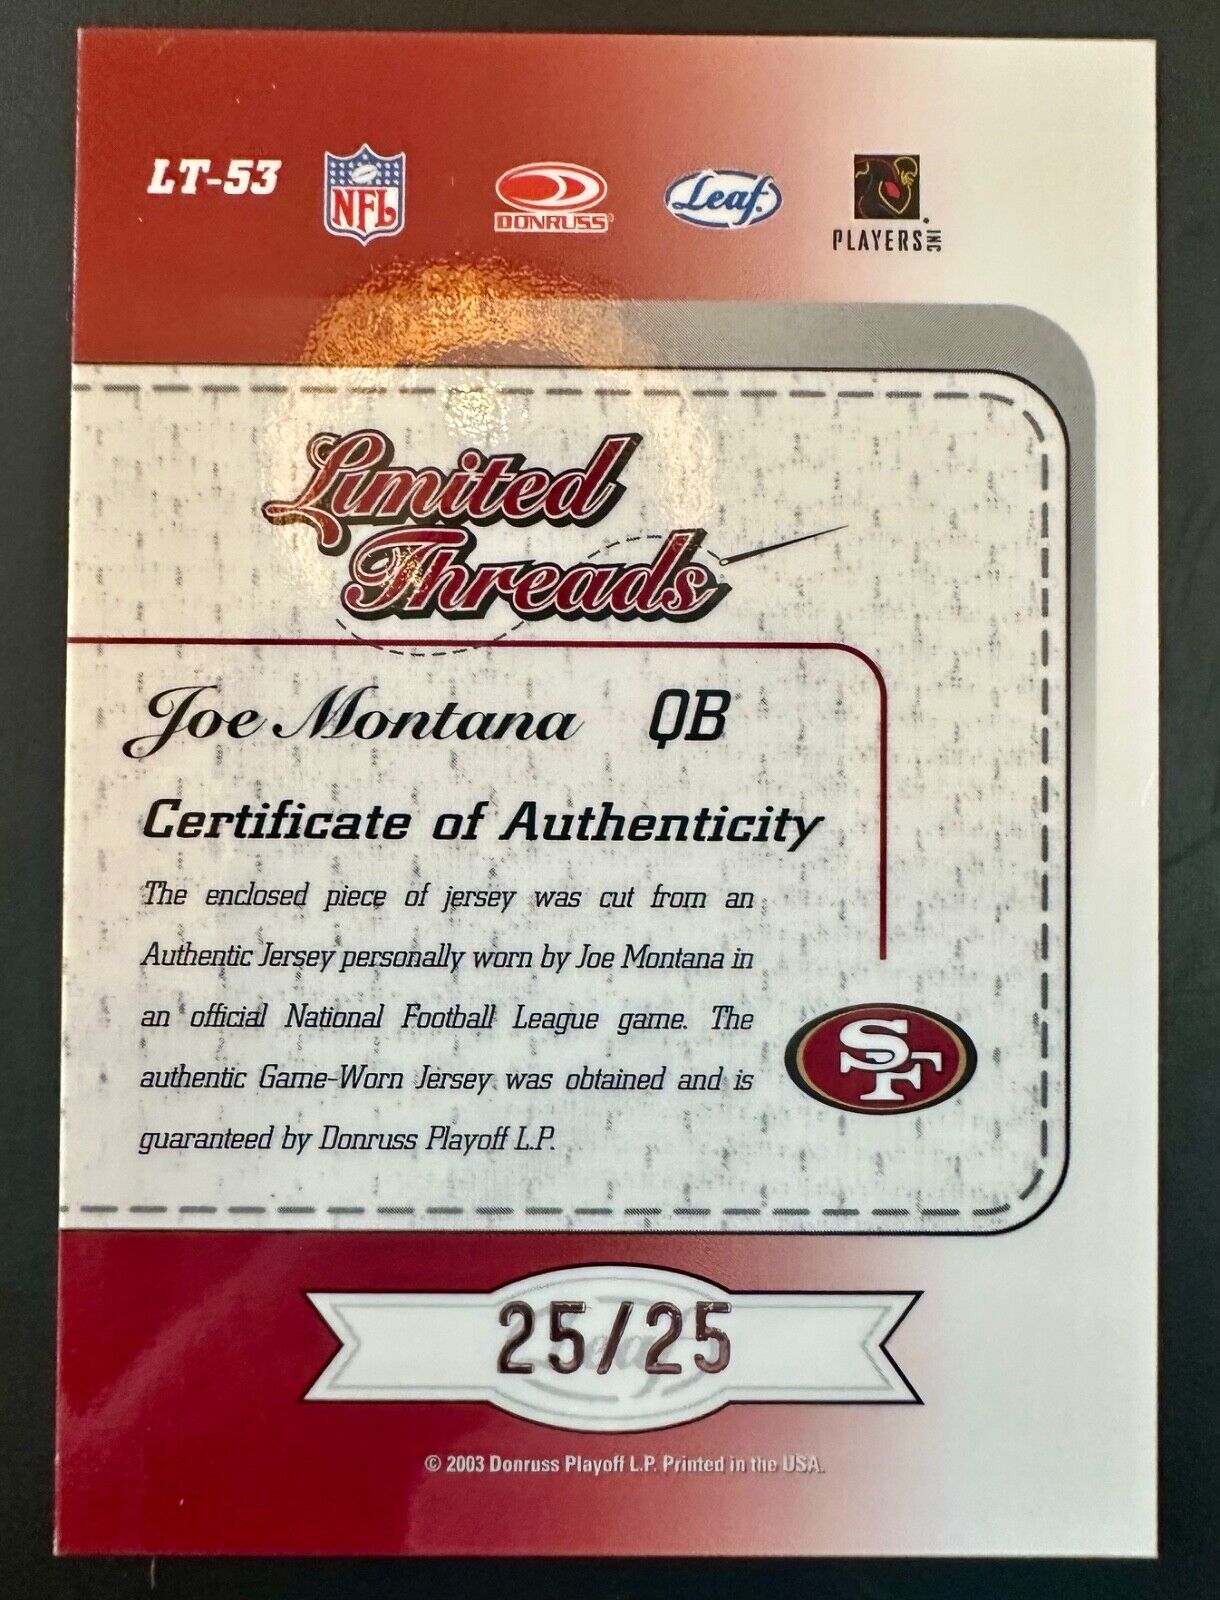 LT-53
NFL
DONRUSS
Leaf
PLAYERS INC
Limited
Threads
Joe Montana QB
Certificate of Authenticity
The enclosed piece of jersey was cut from an
Authentic Jersey personally worn by Joe Montana in
an official National Football League game. The
authentic Game-Worn Jersey was obtained and is
guaranteed by Donruss Playoff L.P.
SF
Leaf
25/25
© 2003 Donruss Playoff L.P. Printed in the USA.